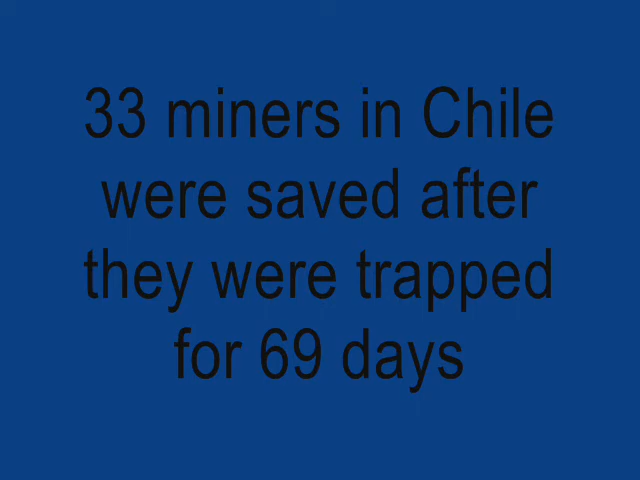 33 miners in Chile
were saved after
they were trapped
for 69 days